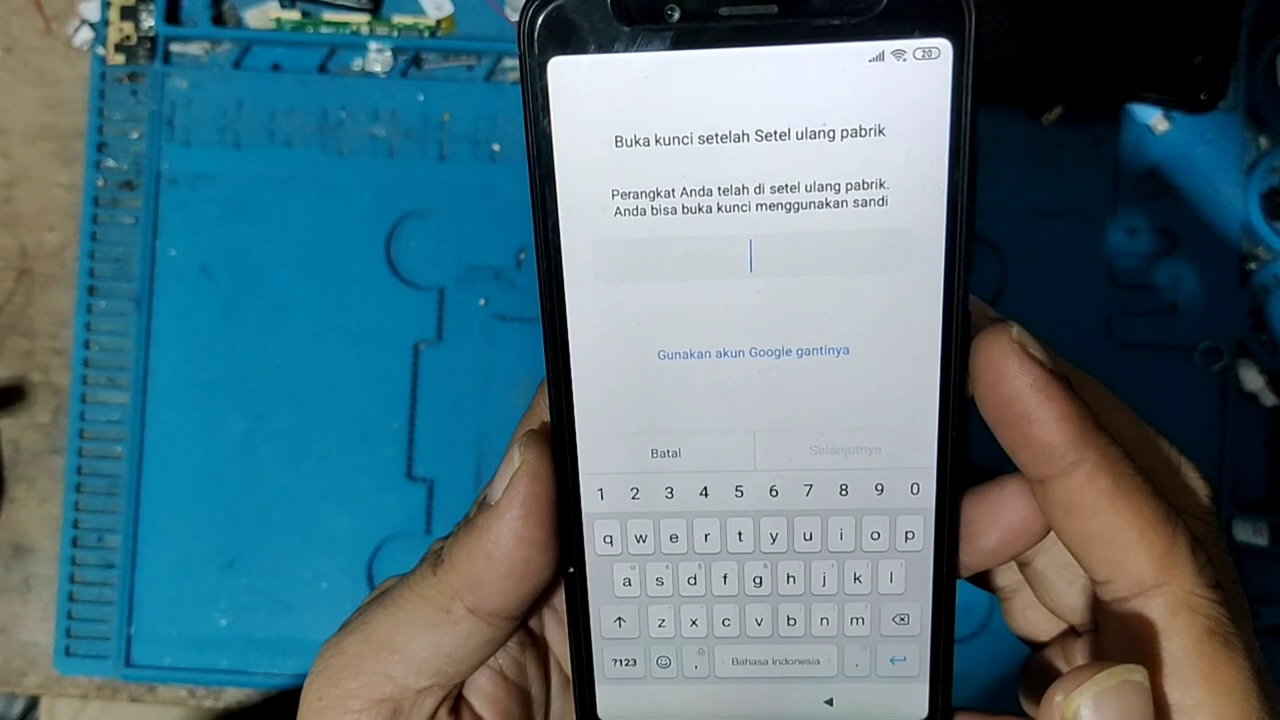 20
Buka kunci setelah Setel ulang pabrik
Perangkat Anda telah di setel ulang pabrik.
Anda bisa buka kunci menggunakan sandi
Gunakan akun Google gantinya
Batal Selanjutnya
1 2 3 4 5 6 7 8 9 0
q w e r t y u i o p
a s d f g h j k l
z x c v b n m
?123 , Bahasa Indonesia .